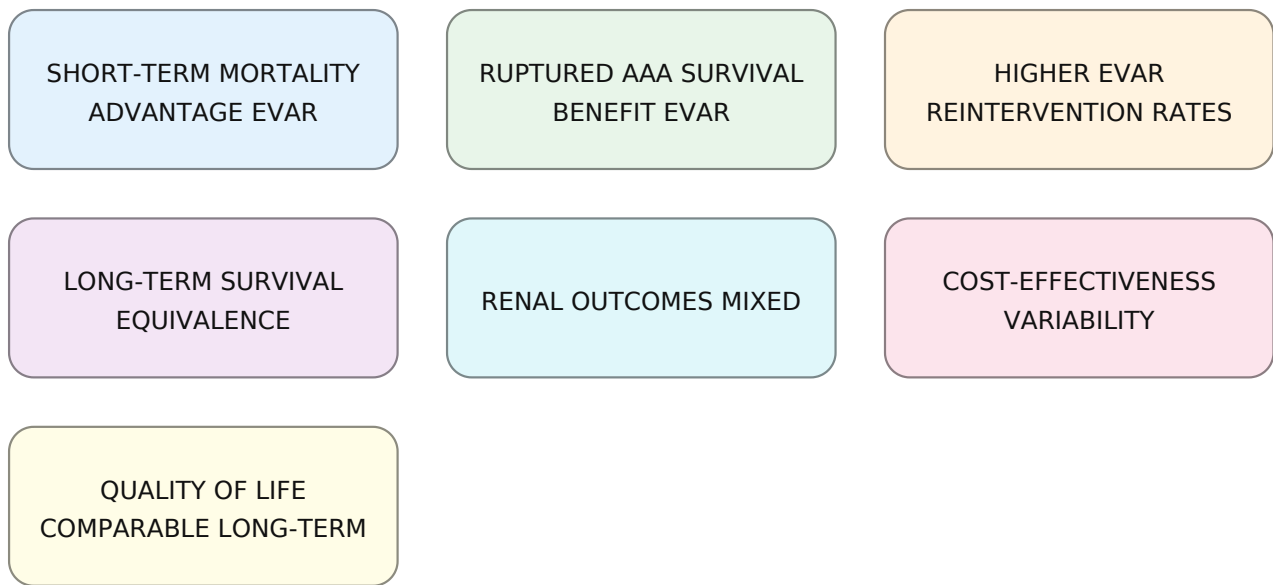 SHORT-TERM MORTALITY
ADVANTAGE EVAR
RUPTURED AAA SURVIVAL
BENEFIT EVAR
HIGHER EVAR
REINTERVENTION RATES
LONG-TERM SURVIVAL
EQUIVALENCE
RENAL OUTCOMES MIXED
COST-EFFECTIVENESS
VARIABILITY
QUALITY OF LIFE
COMPARABLE LONG-TERM